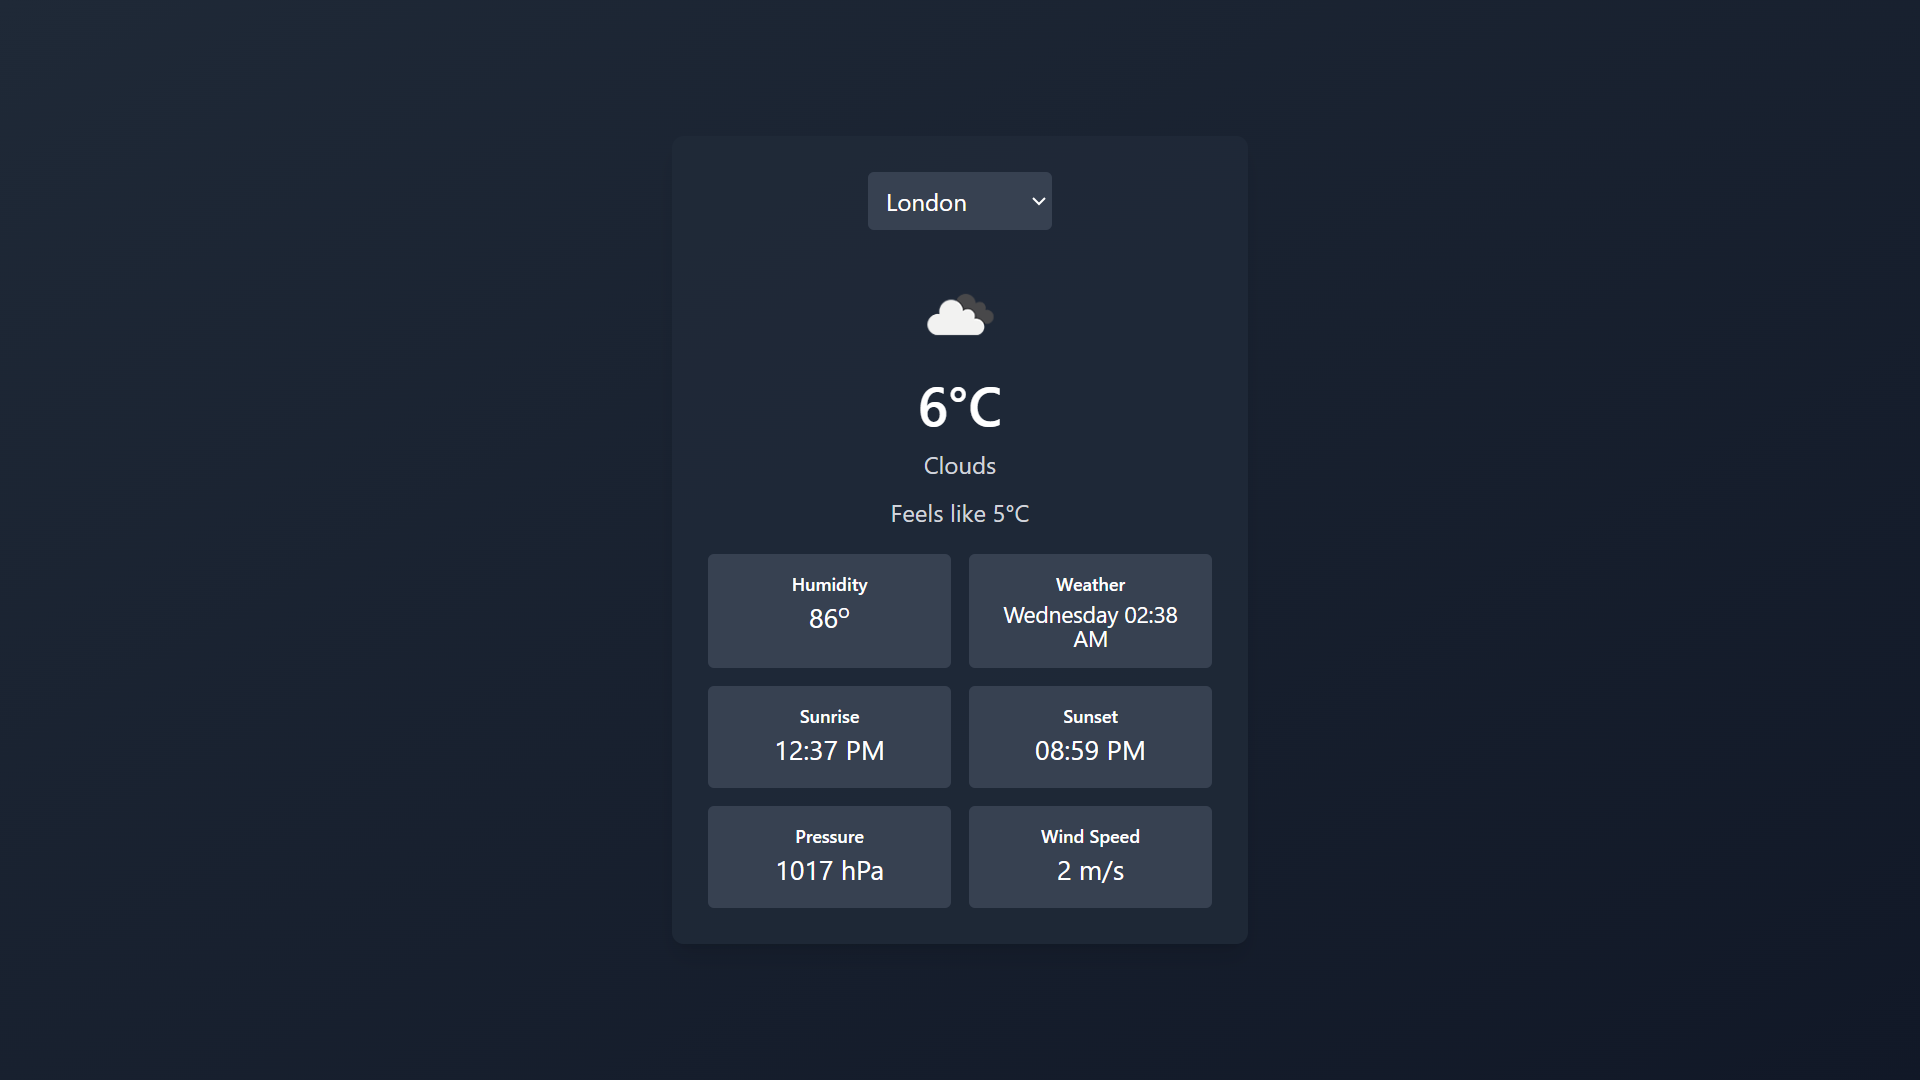 London
6°C
Clouds
Feels like 5°C
Humidity
86º
Weather
Wednesday 02:38
AM
Sunrise
12:37 PM
Sunset
08:59 PM
Pressure
1017 hPa
Wind Speed
2 m/s